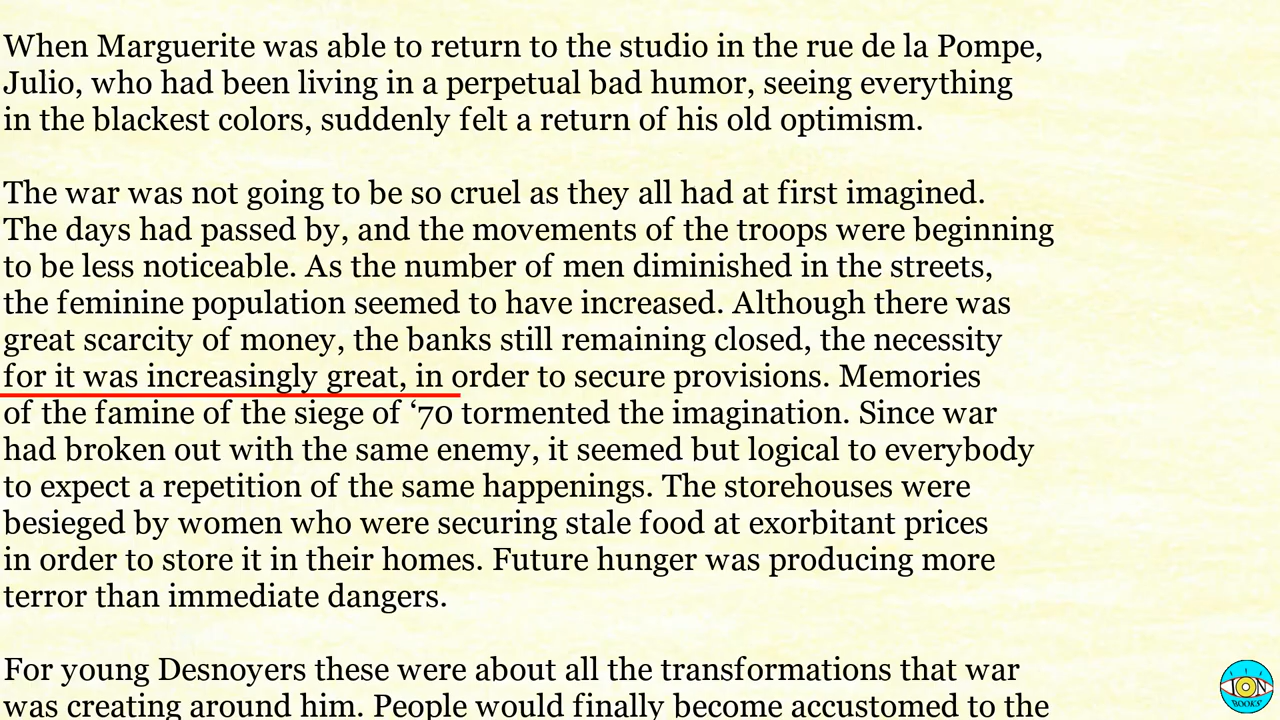 When Marguerite was able to return to the studio in the rue de la Pompe,
Julio, who had been living in a perpetual bad humor, seeing everything
in the blackest colors, suddenly felt a return of his old optimism.
The war was not going to be so cruel as they all had at first imagined.
The days had passed by, and the movements of the troops were beginning
to be less noticeable. As the number of men diminished in the streets,
the feminine population seemed to have increased. Although there was
great scarcity of money, the banks still remaining closed, the necessity
for it was increasingly great, in order to secure provisions. Memories
of the famine of the siege of ‘70 tormented the imagination. Since war
had broken out with the same enemy, it seemed but logical to everybody
to expect a repetition of the same happenings. The storehouses were
besieged by women who were securing stale food at exorbitant prices
in order to store it in their homes. Future hunger was producing more
terror than immediate dangers.
For young Desnoyers these were about all the transformations that war
was creating around him. People would finally become accustomed to the
ION
BOOKS